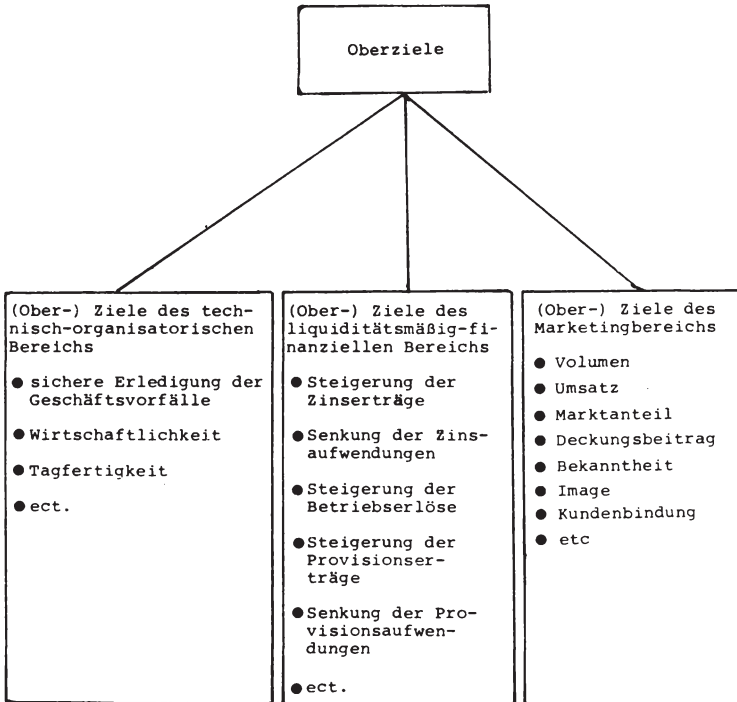 Oberziele
(Ober-) Ziele des tech-
nisch-organisatorischen
Bereichs
● sichere Erledigung der
Geschäftsvorfälle
● Wirtschaftlichkeit
● Tagfertigkeit
● ect.
(Ober-) Ziele des
liquiditätsmäßig-fi-
nanziellen Bereichs
● Steigerung der
Zinserträge
● Senkung der Zins-
aufwendungen
● Steigerung der
Betriebserlöse
● Steigerung der
Provisionser-
träge
● Senkung der Pro-
visionsaufwen-
dungen
● ect.
(Ober-) Ziele des
Marketingbereichs
● Volumen
● Umsatz
● Marktanteil
● Deckungsbeitrag
● Bekanntheit
● Image
● Kundenbindung
● etc